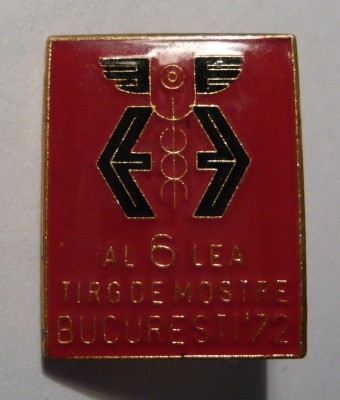 AL 6 LEA
TIRG DE MOSTRE
BUCURESTI '72